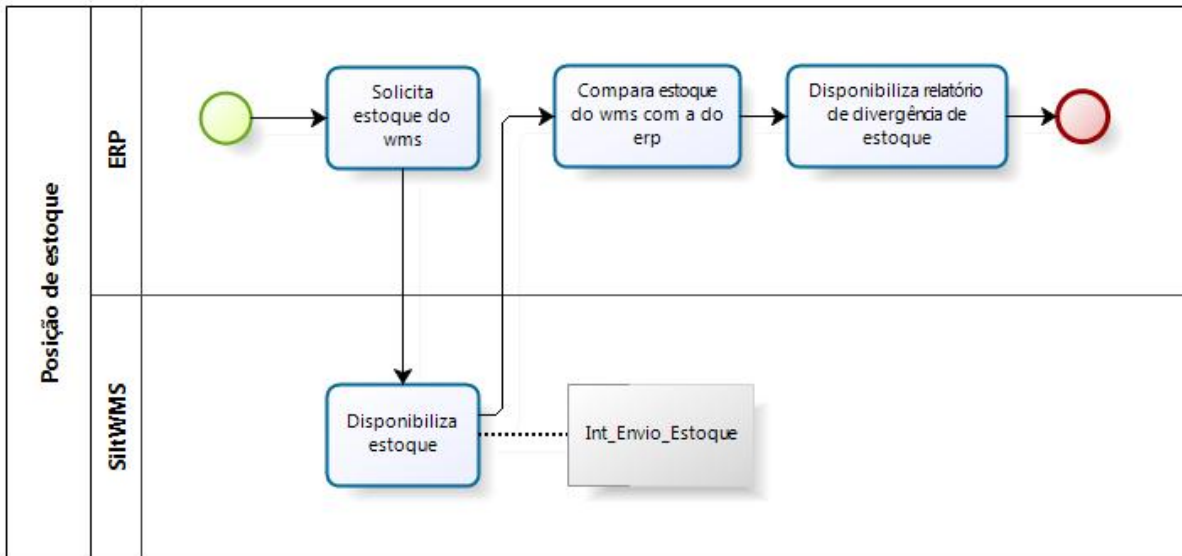 Posição de estoque
ERP
Solicita
estoque do
wms
Compara estoque
do wms com a do
erp
Disponibiliza relatório
de divergência de
estoque
SiltWMS
Disponibiliza
estoque
Int_Envio_Estoque